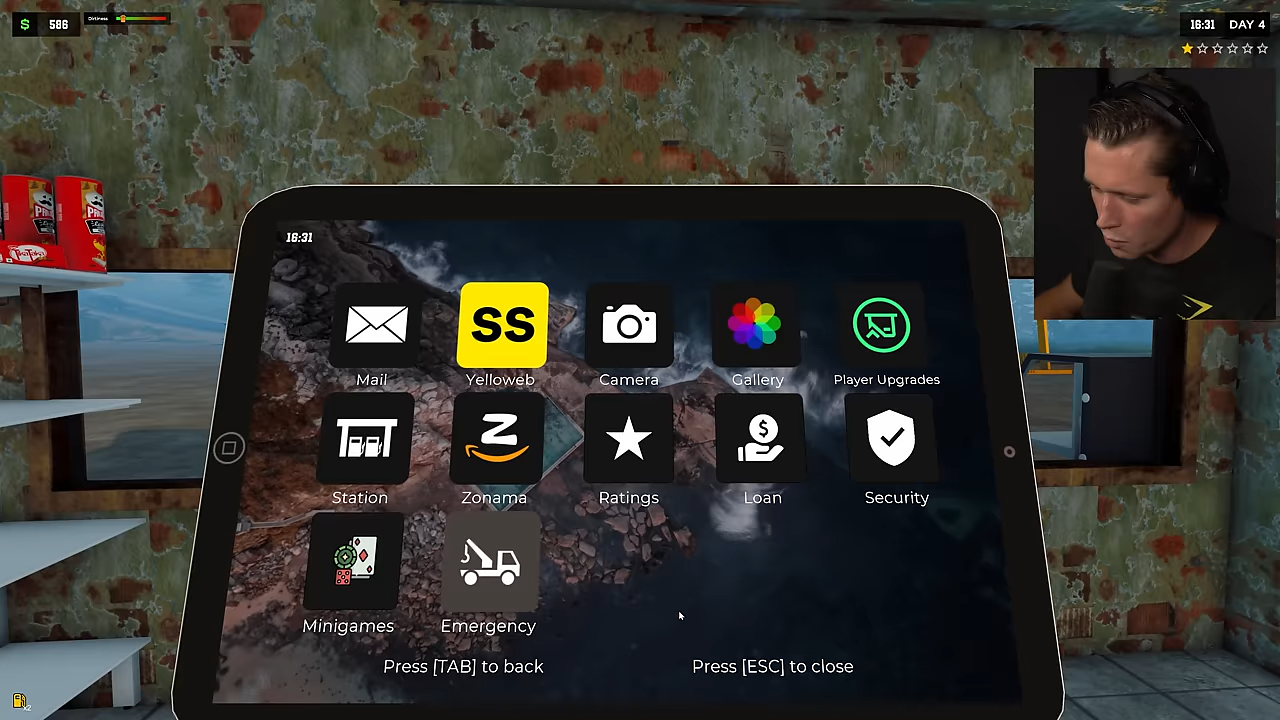 $ 586
Dirtiness
16:31 DAY 4
16:31
SS
Mail
Yelloweb
Camera
Gallery
Player Upgrades
Station
Zonama
Ratings
Loan
Security
Minigames
Emergency
Press [TAB] to back
Press [ESC] to close